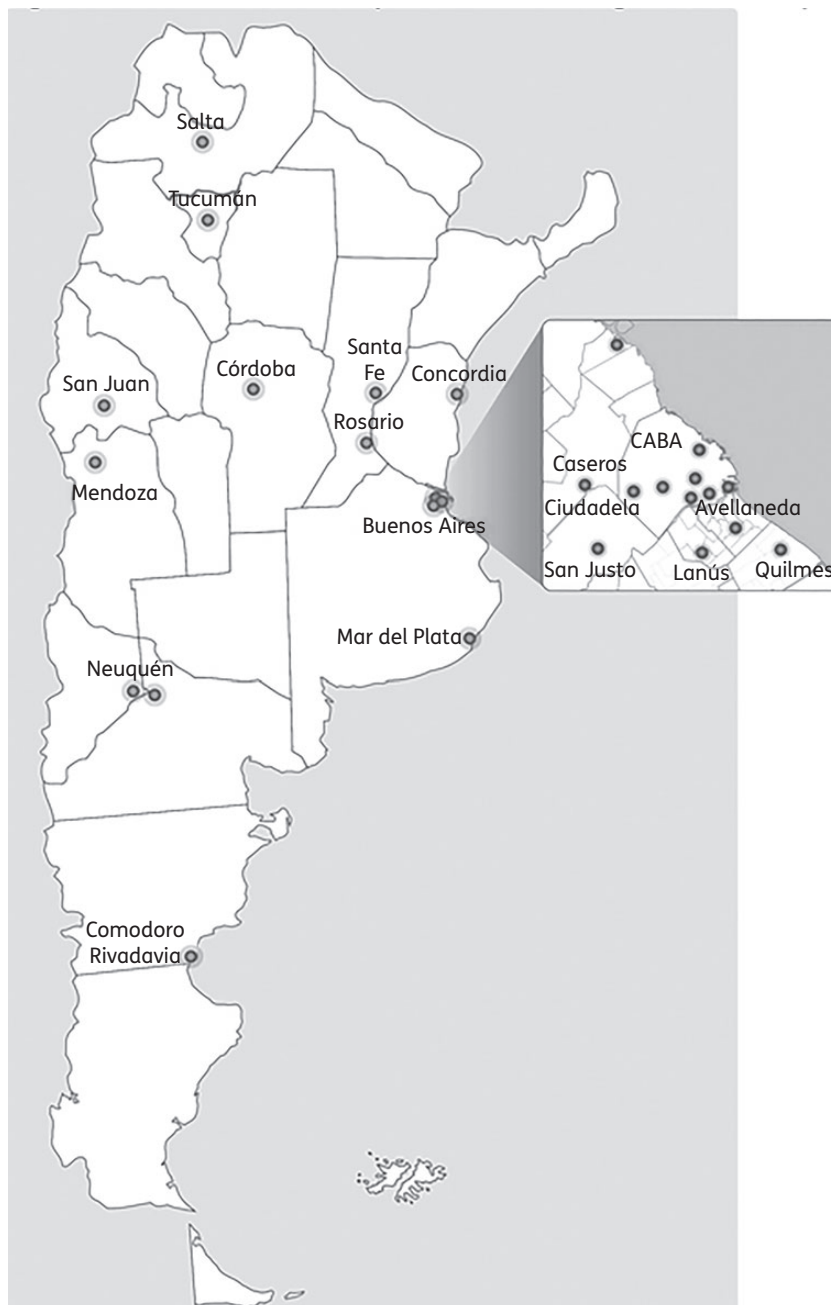 Salta
Tucumán
San Juan
Córdoba
Santa
Fe
Concordia
Rosario
Mendoza
Buenos Aires
Mar del Plata
Neuquén
Comodoro
Rivadavia
CABA
Caseros
Ciudadela
Avellaneda
San Justo
Lanús
Quilmes